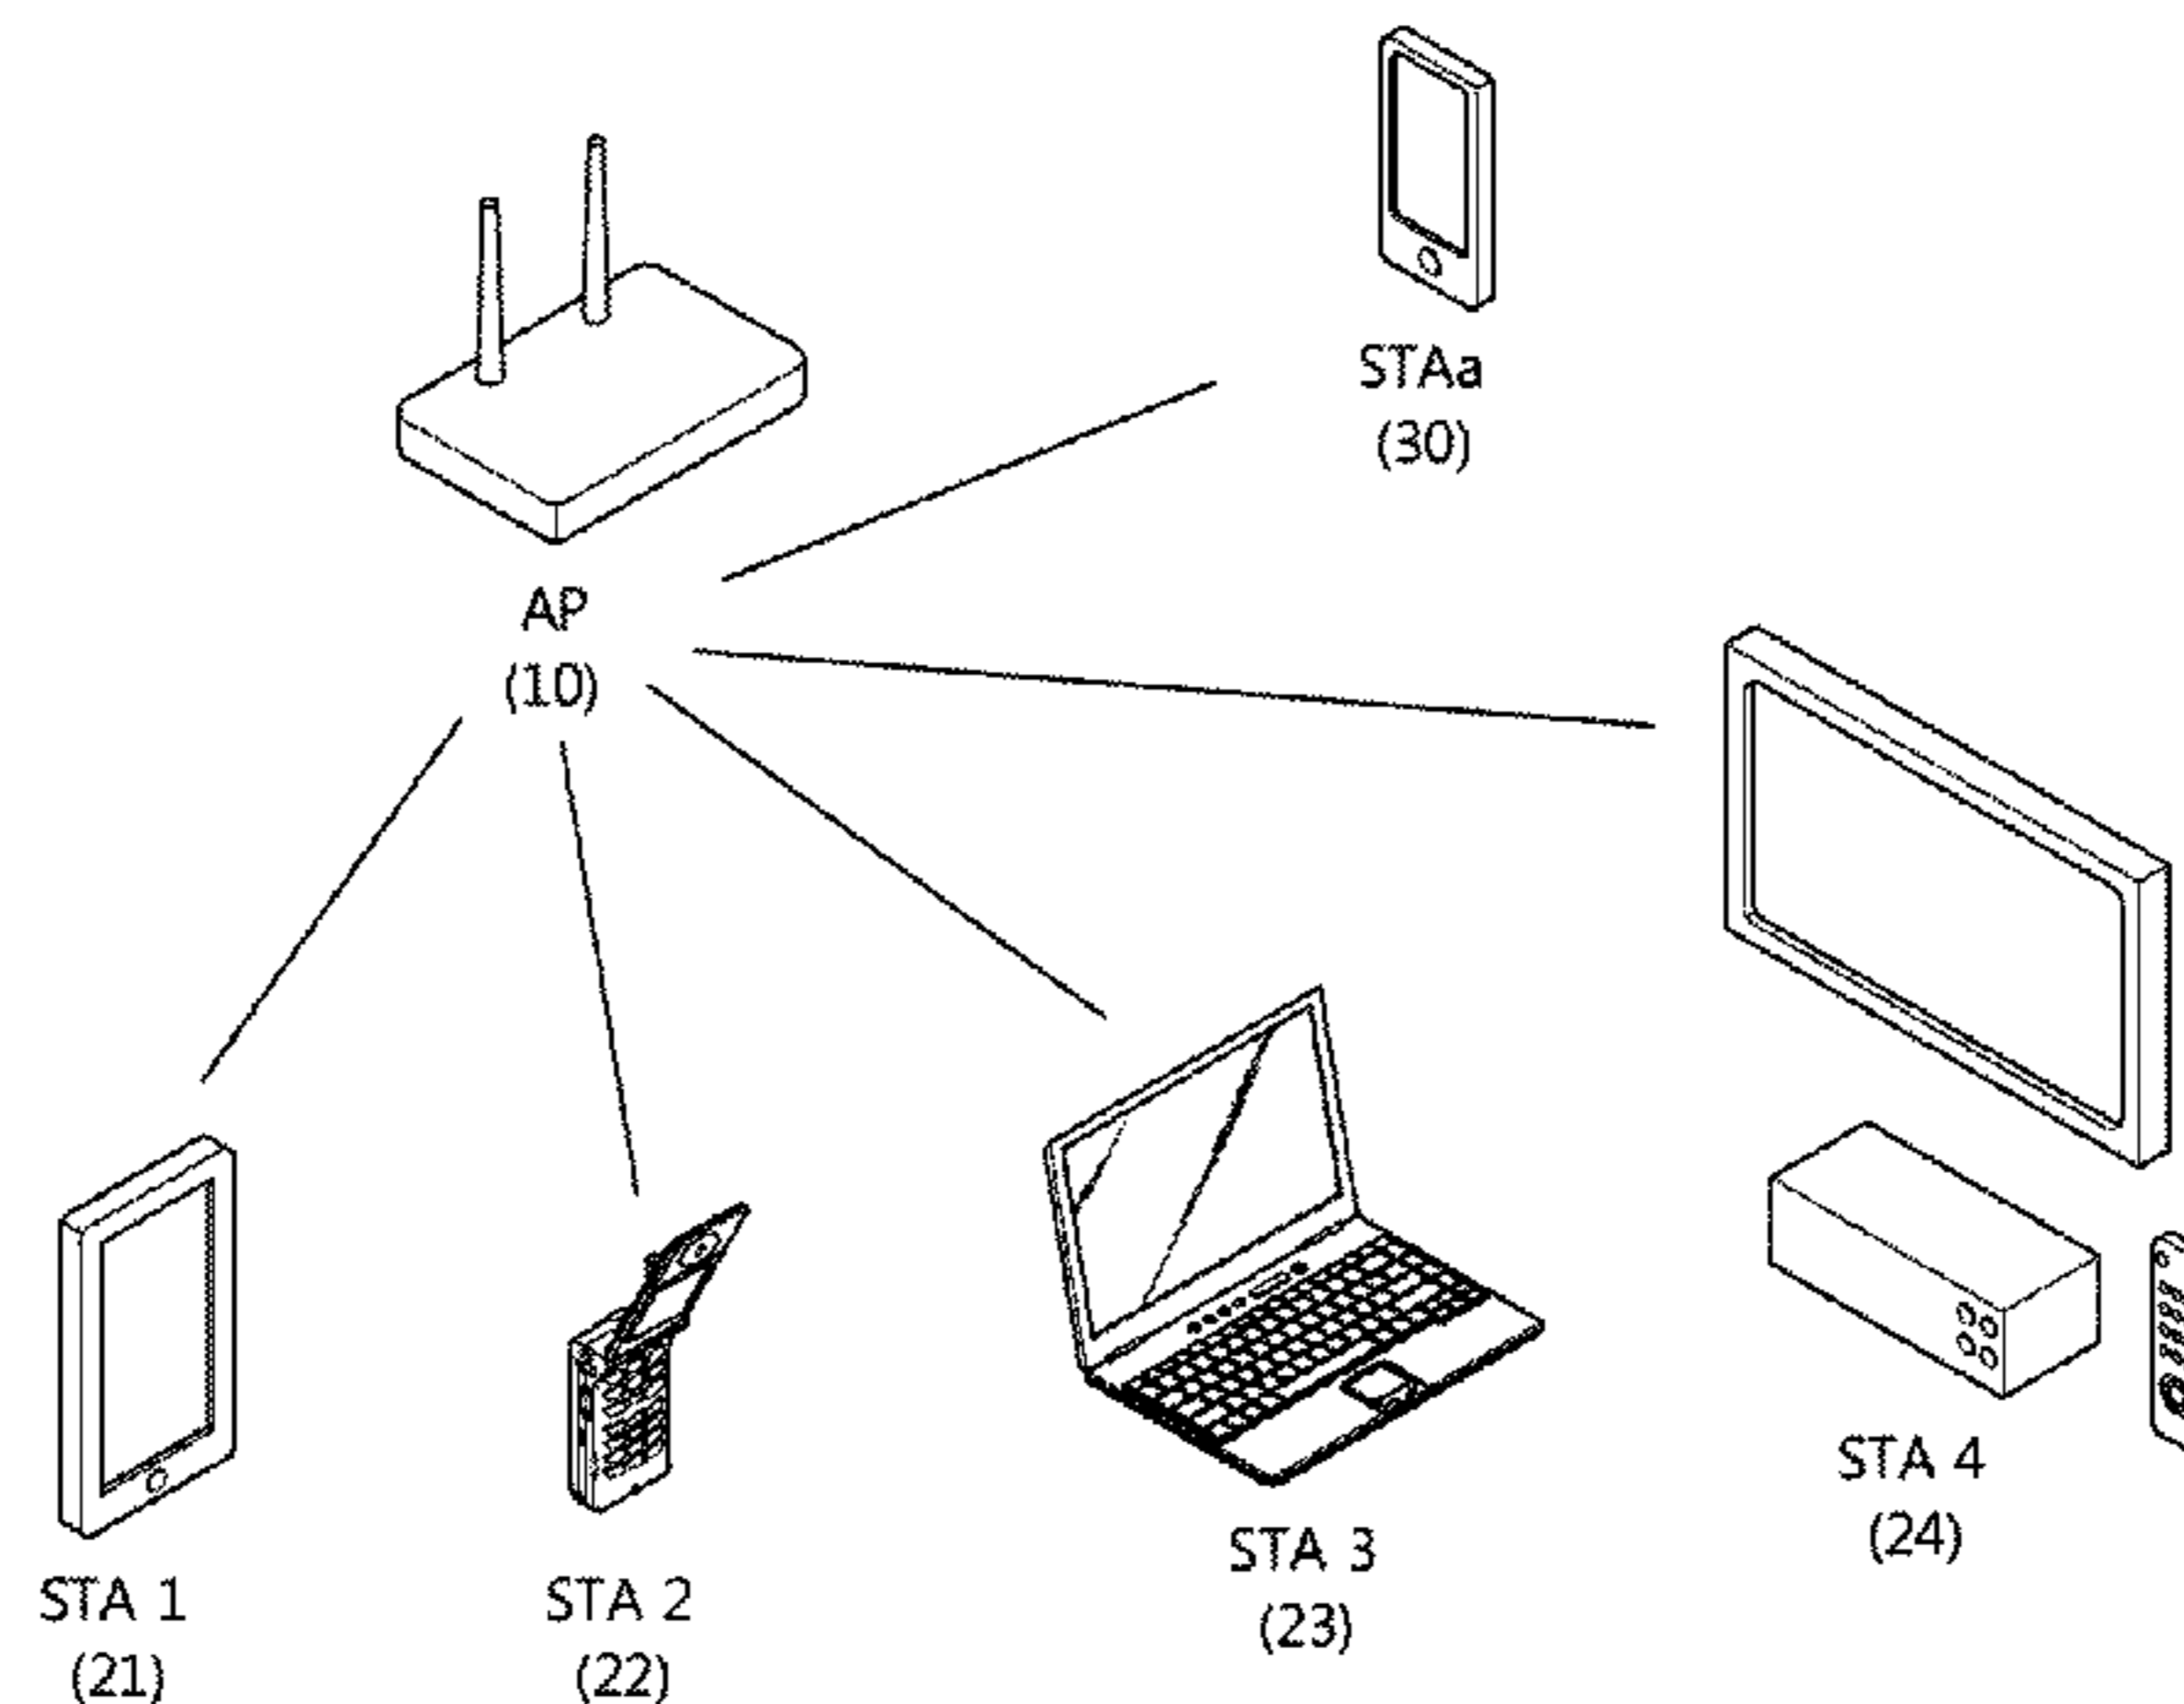 STAa
(30)
AP
(10)
STA 4
(24)
STA 3
(23)
STA 1
(21)
STA 2
(22)